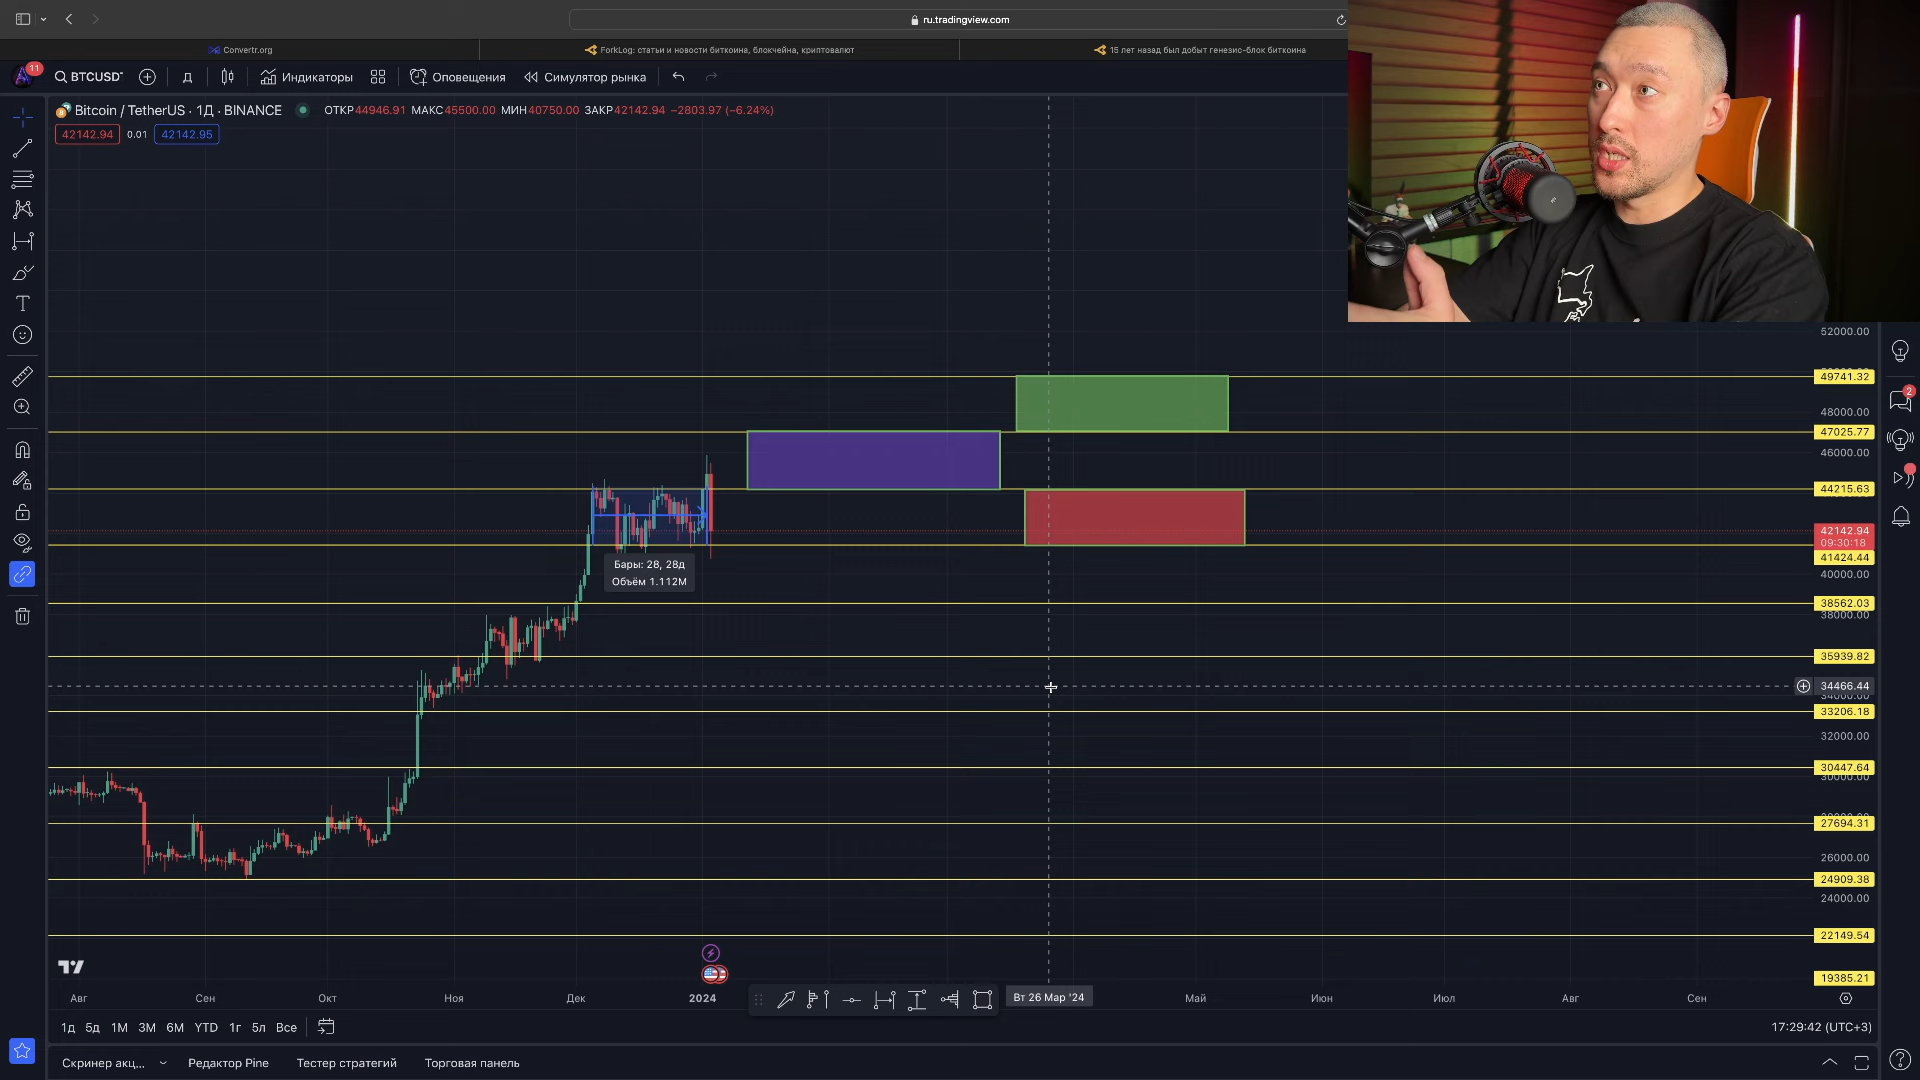 ru.tradingview.com
Convertr.org
ForkLog: статьи и новости биткоина, блокчейна, криптовалют
15 лет назад был добыт генезис-блок биткоина
11
BTCUSD
Д
Индикаторы
Оповещения
Симулятор рынка
Bitcoin / TetherUS · 1Д · BINANCE
ОТКР44946.91 МАКС45500.00 МИН40750.00 ЗАКР42142.94 −2803.97 (−6.24%)
42142.94
0.01
42142.95
52000.00
49741.32
48000.00
47025.77
46000.00
44215.63
42142.94
09:30:18
41424.44
40000.00
38562.03
38000.00
35939.82
34466.44
34000.00
33206.18
32000.00
30447.64
30000.00
27694.31
26000.00
24909.38
24000.00
22149.54
19385.21
2
Бары: 28, 28д
Объём 1.112M
Авг
Сен
Окт
Ноя
Дек
2024
Вт 26 Мар '24
Май
Июн
Июл
Авг
Сен
1д 5д 1М 3М 6М YTD 1г 5л Все
17:29:42 (UTC+3)
Скринер акц...
Редактор Pine
Тестер стратегий
Торговая панель